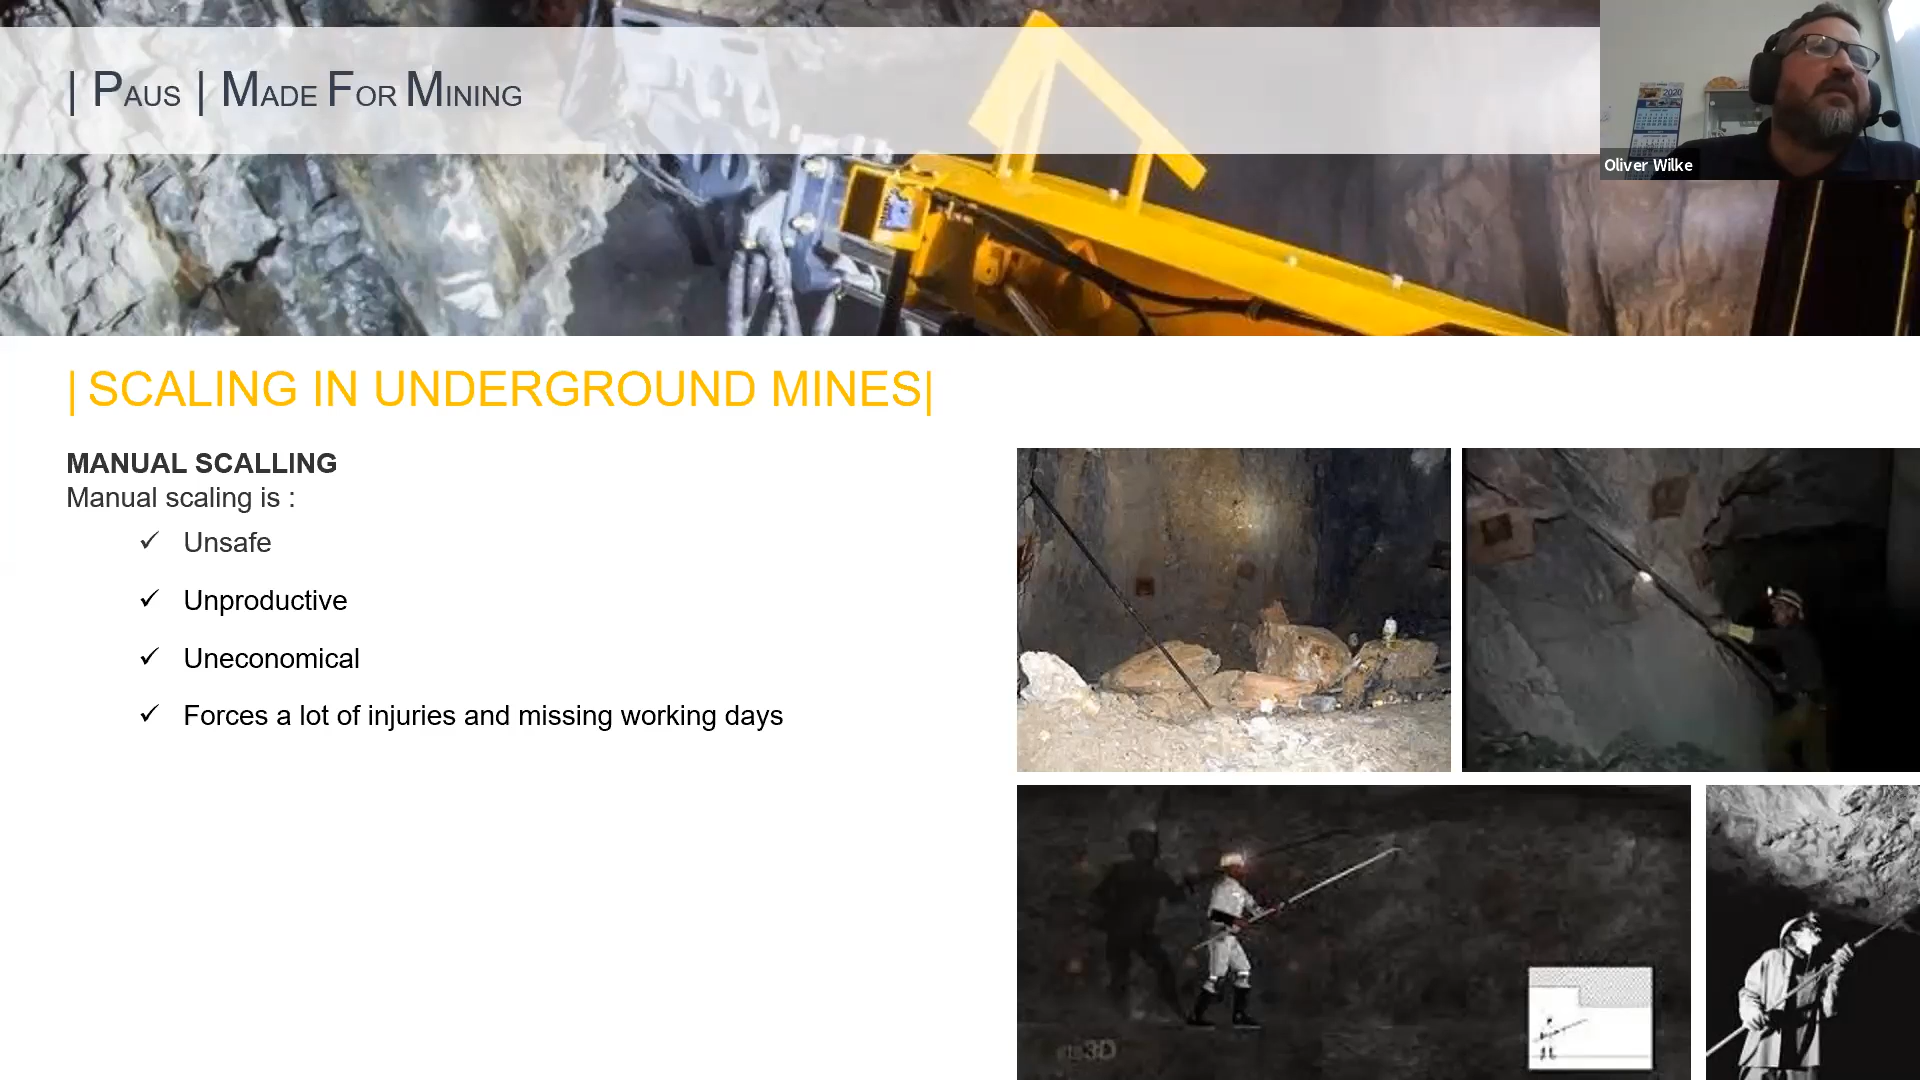 | PAUS | MADE FOR MINING
Oliver Wilke
2020
| SCALING IN UNDERGROUND MINES|
MANUAL SCALLING
Manual scaling is :
✓ Unsafe
✓ Unproductive
✓ Uneconomical
✓ Forces a lot of injuries and missing working days